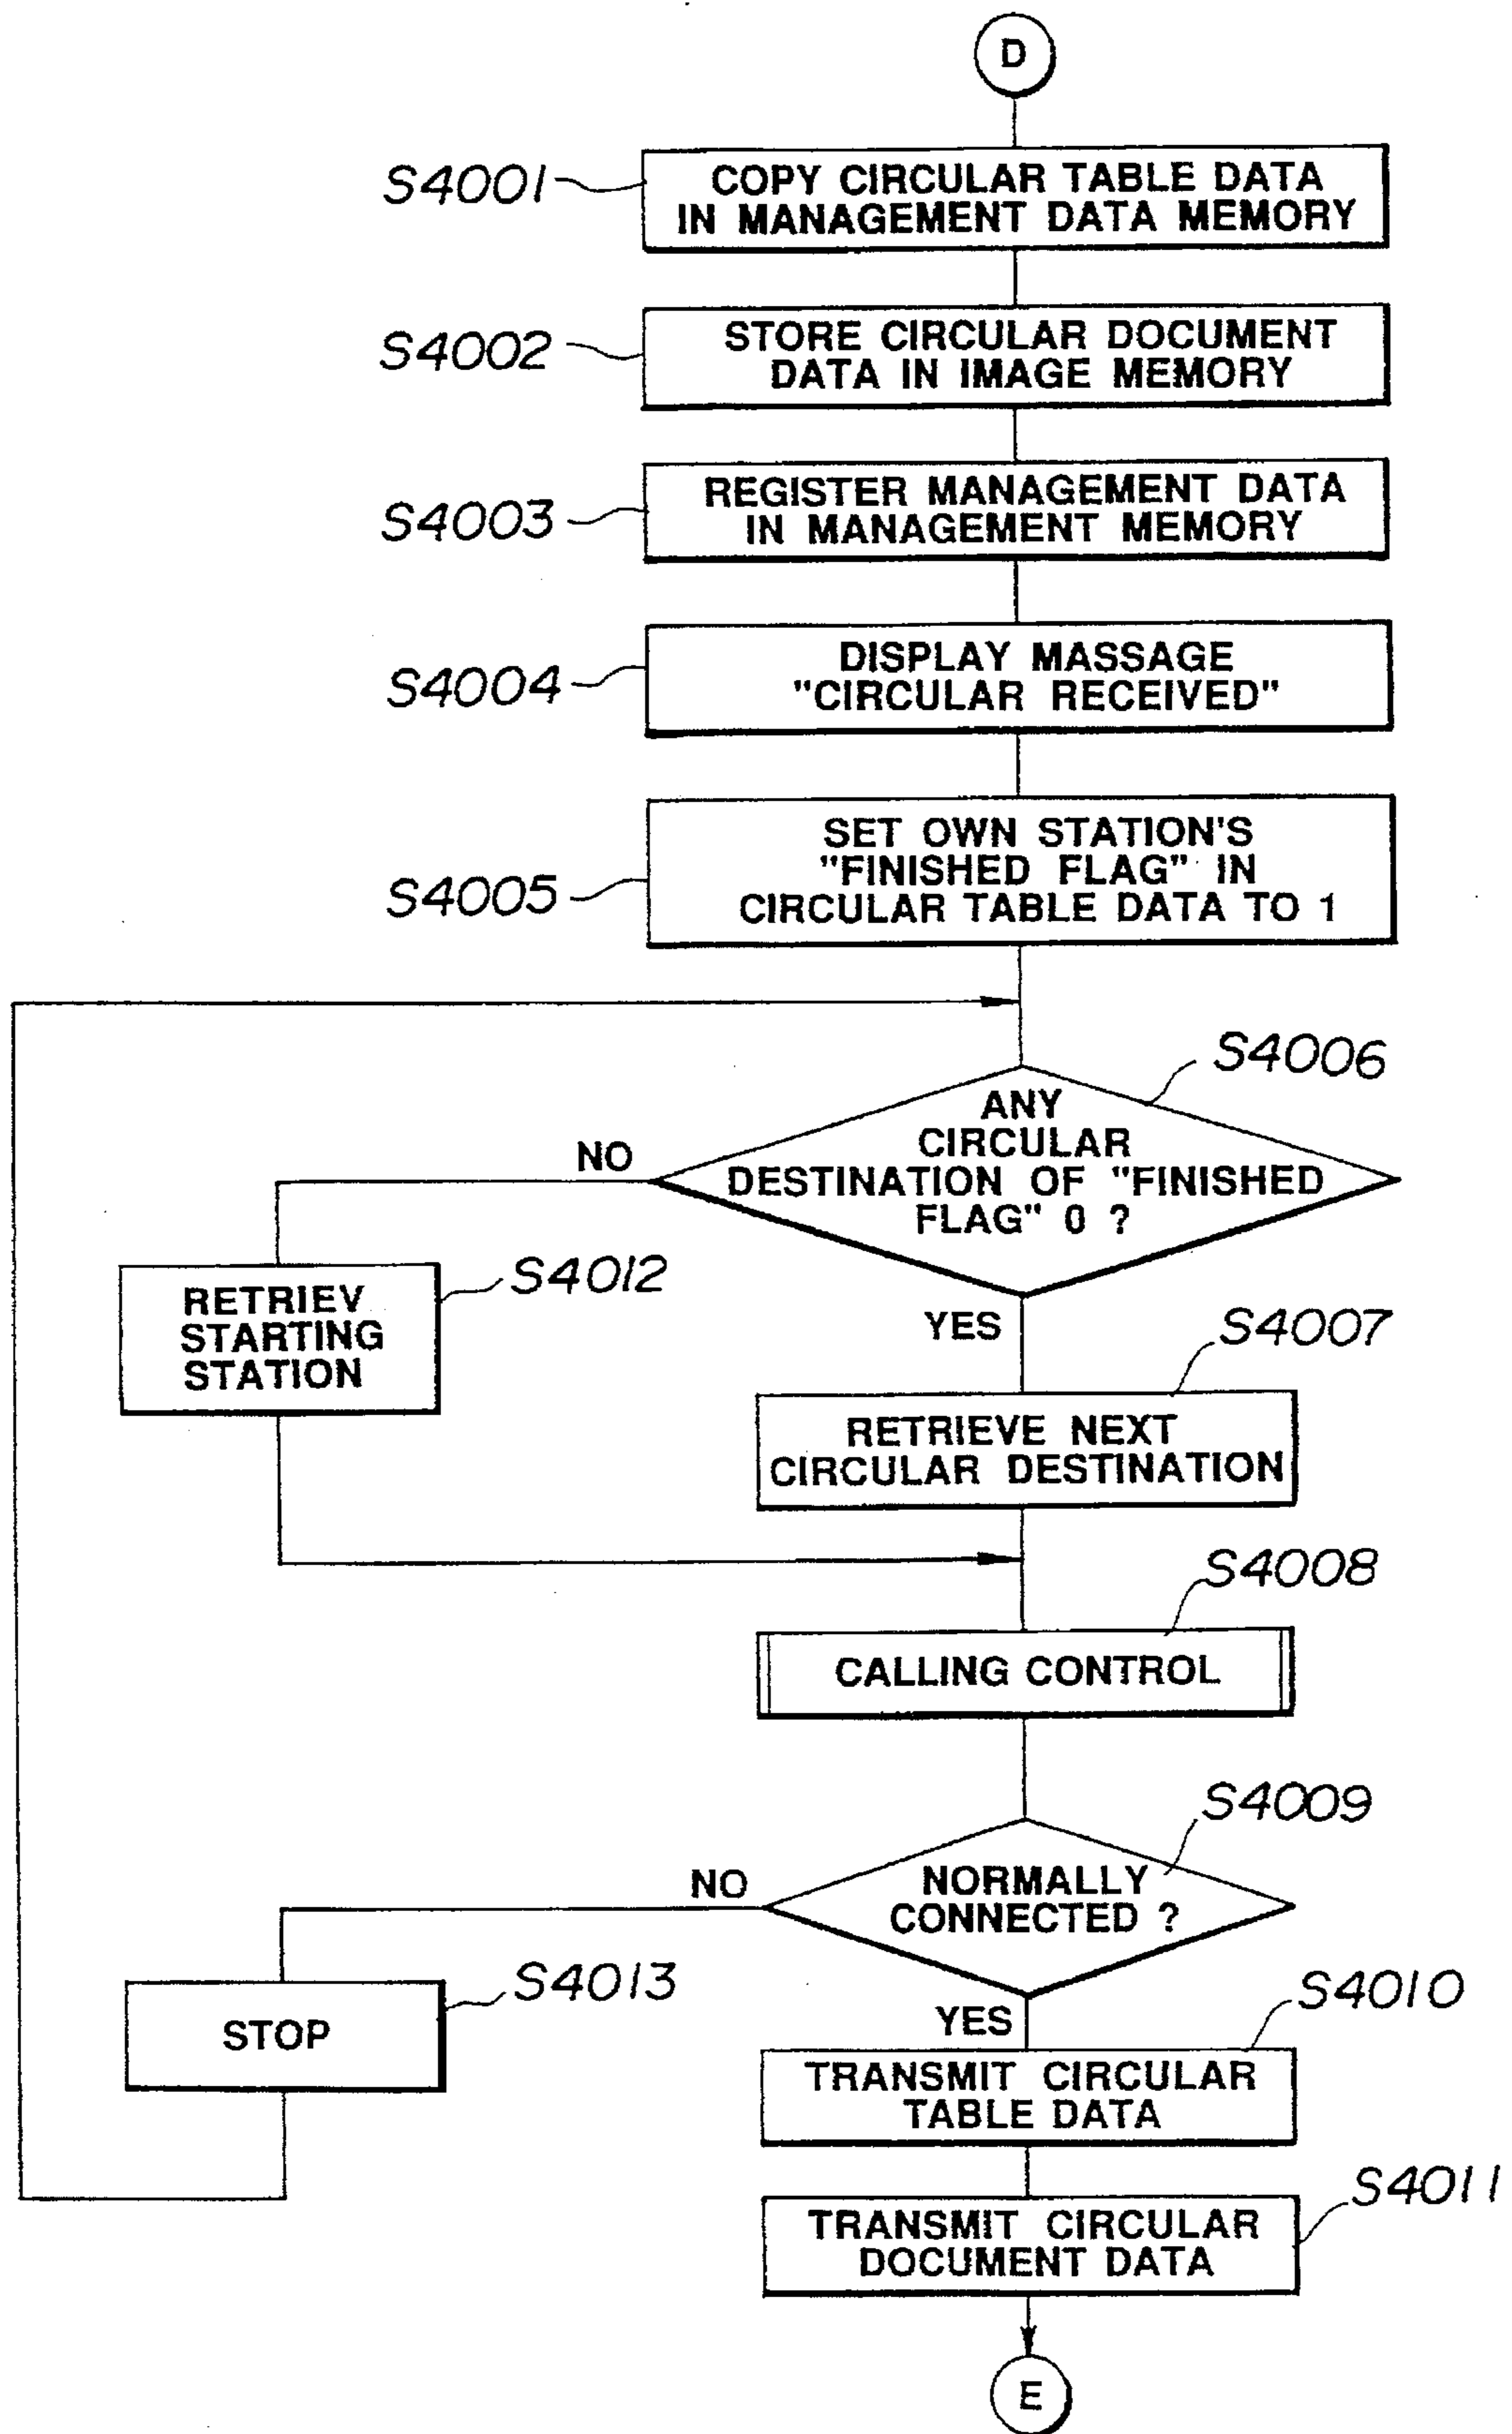 D
S4001
COPY CIRCULAR TABLE DATA
IN MANAGEMENT DATA MEMORY
S4002
STORE CIRCULAR DOCUMENT
DATA IN IMAGE MEMORY
S4003
REGISTER MANAGEMENT DATA
IN MANAGEMENT MEMORY
S4004
DISPLAY MASSAGE
"CIRCULAR RECEIVED"
S4005
SET OWN STATION'S
"FINISHED FLAG" IN
CIRCULAR TABLE DATA TO 1
S4006
ANY
CIRCULAR
DESTINATION OF "FINISHED
FLAG" 0 ?
NO
S4012
RETRIEV
STARTING
STATION
YES
S4007
RETRIEVE NEXT
CIRCULAR DESTINATION
S4008
CALLING CONTROL
S4009
NORMALLY
CONNECTED ?
NO
S4013
STOP
YES
S4010
TRANSMIT CIRCULAR
TABLE DATA
S4011
TRANSMIT CIRCULAR
DOCUMENT DATA
E